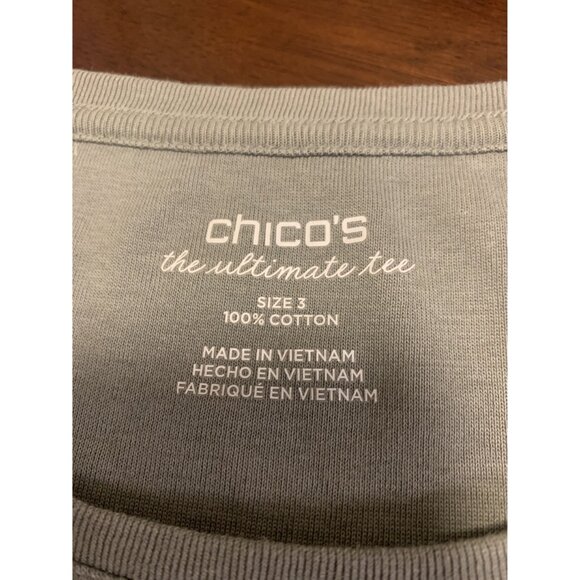 chico's
the ultimate tee
SIZE 3
100% COTTON
MADE IN VIETNAM
HECHO EN VIETNAM
FABRIQUÉ EN VIETNAM